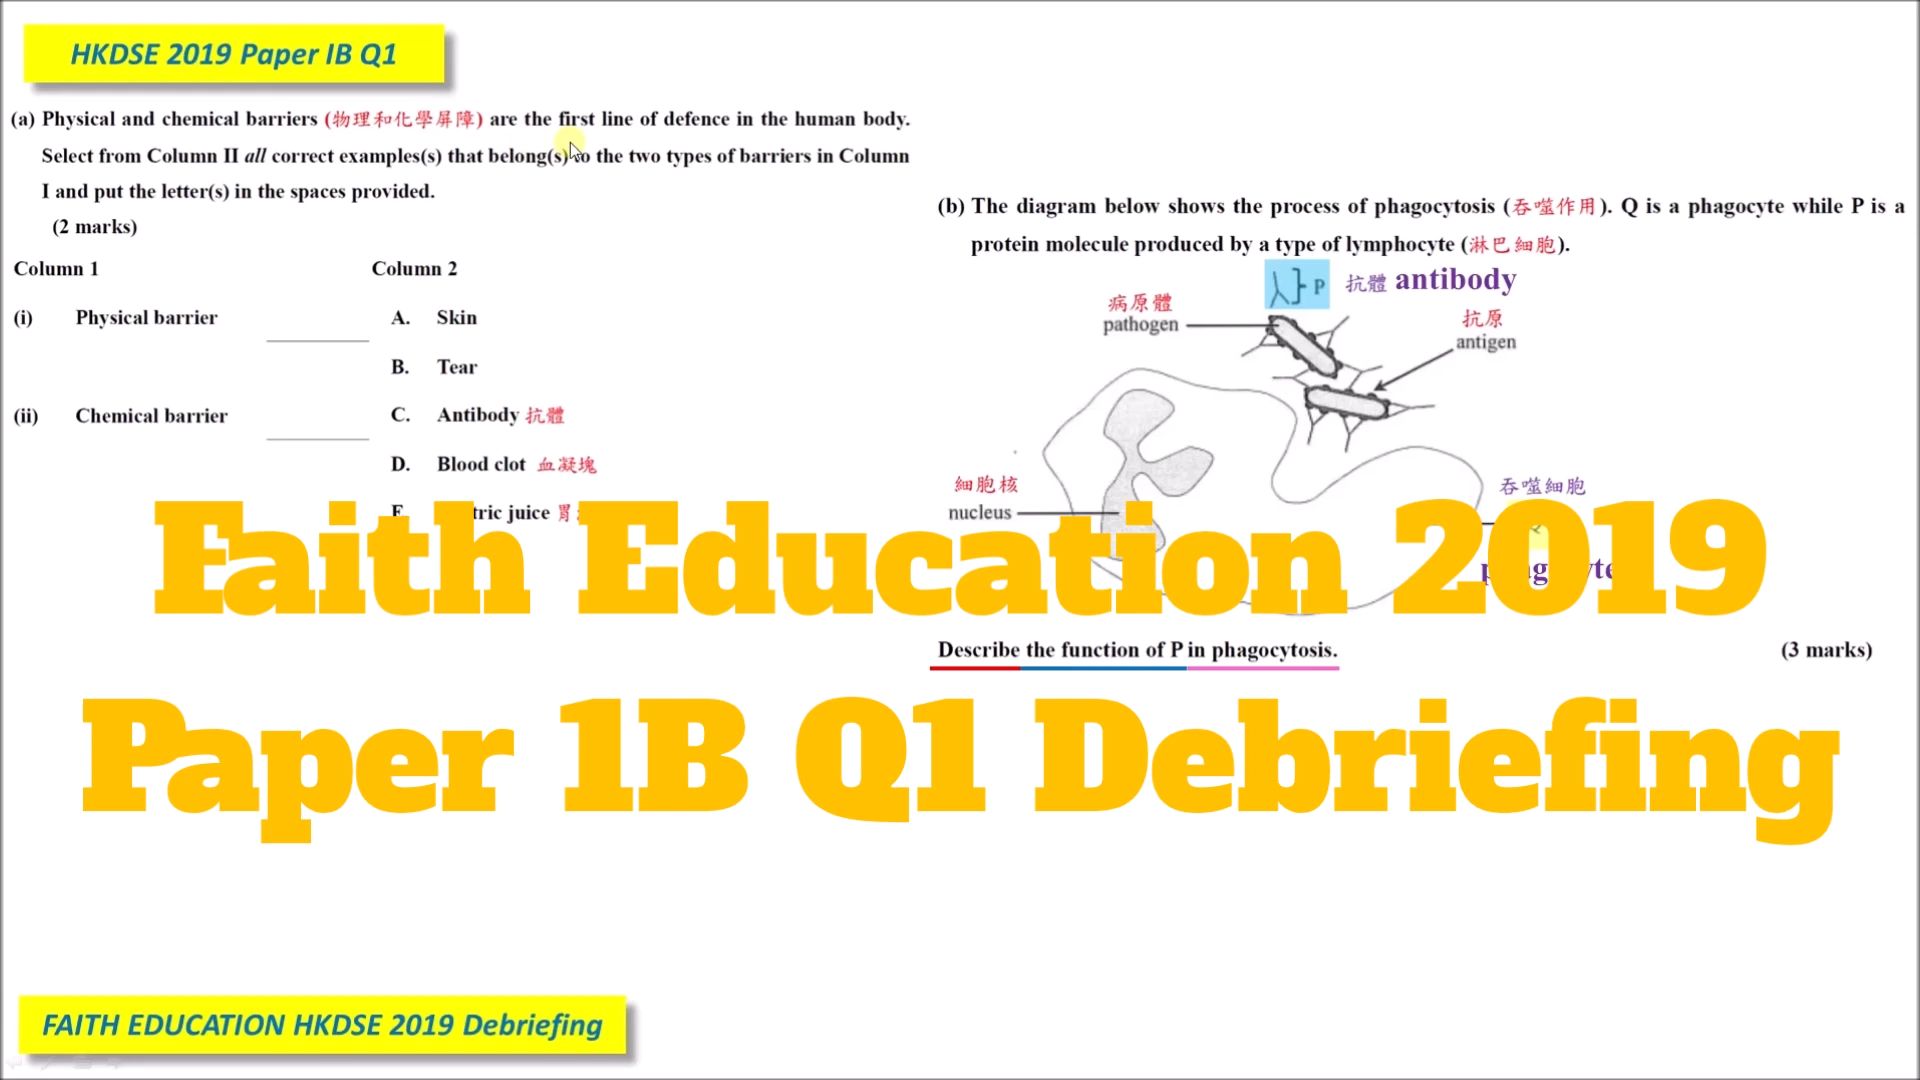 HKDSE 2019 Paper IB Q1
(a) Physical and chemical barriers (物理和化學屏障) are the first line of defence in the human body.
Select from Column II all correct examples(s) that belong(s) to the two types of barriers in Column
I and put the letter(s) in the spaces provided.
(2 marks)
Column 1 Column 2
(i) Physical barrier A. Skin
B. Tear
(ii) Chemical barrier C. Antibody 抗體
D. Blood clot 血凝塊
juice 胃
(b) The diagram below shows the process of phagocytosis (吞噬作用). Q is a phagocyte while P is a
protein molecule produced by a type of lymphocyte (淋巴細胞).
P 抗體 antibody
病原體
pathogen
抗原
antigen
細胞核
nucleus
吞噬細胞
Describe the function of P in phagocytosis. (3 marks)
Faith Education 2019
Paper 1B Q1 Debriefing
FAITH EDUCATION HKDSE 2019 Debriefing